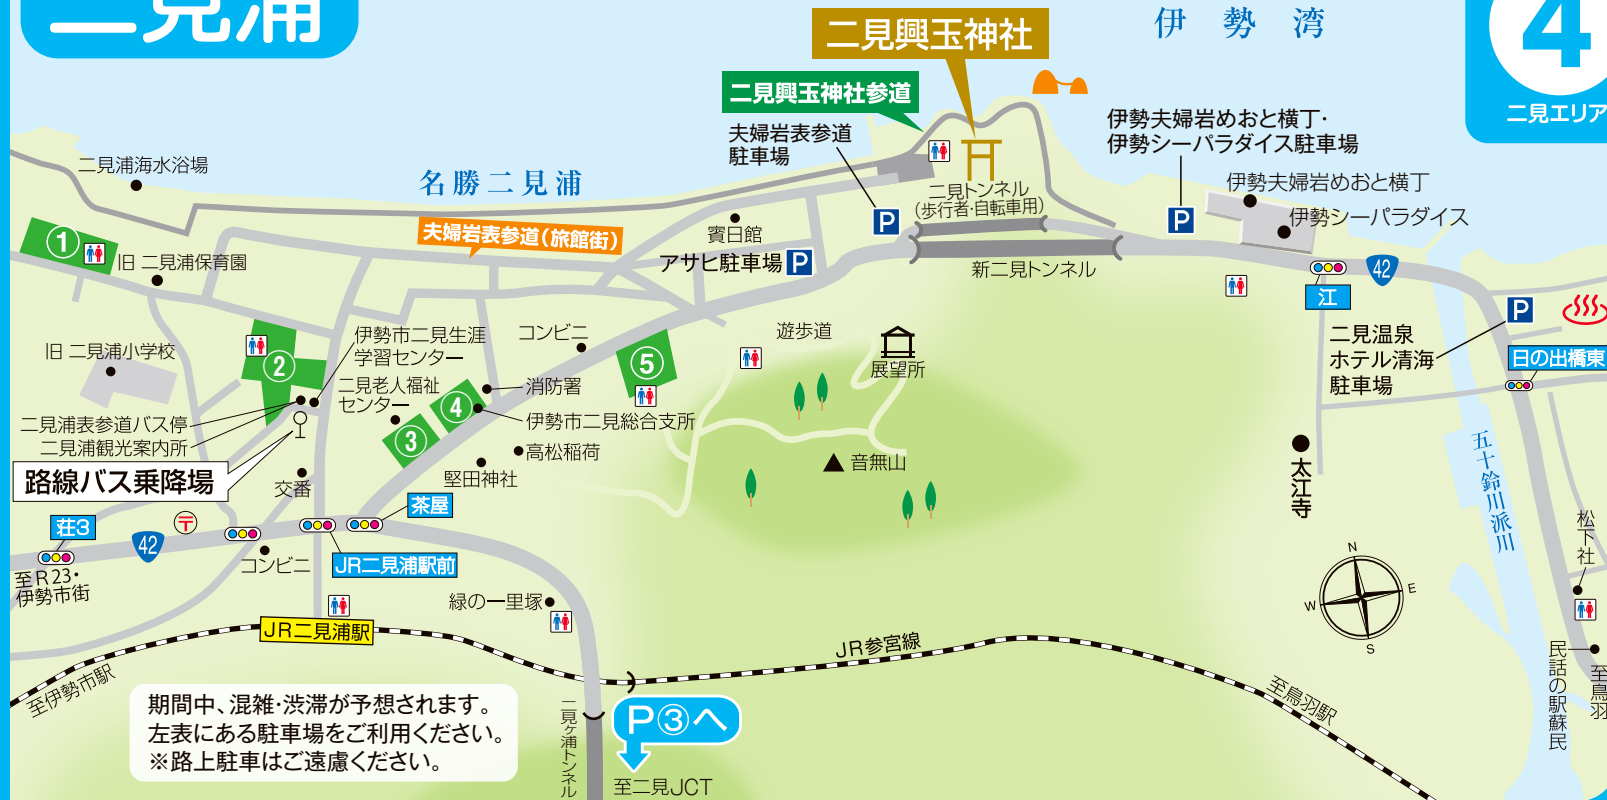 二見浦
4
二見エリア
伊勢湾
二見興玉神社
二見興玉神社参道
夫婦岩表参道
駐車場
P
伊勢夫婦岩めおと横丁・
伊勢シーパラダイス駐車場
P
二見浦海水浴場
名勝二見浦
二見トンネル
(歩行者・自転車用)
伊勢夫婦岩めおと横丁
伊勢シーパラダイス
夫婦岩表参道(旅館街)
賓日館
アサヒ駐車場 P
新二見トンネル
1
旧 二見浦保育園
江
42
二見温泉
ホテル清海
駐車場
P
日の出橋東
旧 二見浦小学校
2
伊勢市二見生涯
学習センター
コンビニ
5
遊歩道
展望所
二見老人福祉
センター
4
消防署
二見浦表参道バス停
二見浦観光案内所
3
伊勢市二見総合支所
高松稲荷
音無山
路線バス乗降場
交番
堅田神社
太江寺
五十鈴川派川
荘3
〒
茶屋
42
コンビニ
JR二見浦駅前
至R23・
伊勢市街
緑の一里塚
N
E
W
S
松下社
JR二見浦駅
JR参宮線
民話の駅蘇民
至鳥羽
至伊勢市駅
至鳥羽駅
期間中、混雑・渋滞が予想されます。
左表にある駐車場をご利用ください。
※路上駐車はご遠慮ください。
二見ヶ浦トンネル
P③へ
至二見JCT